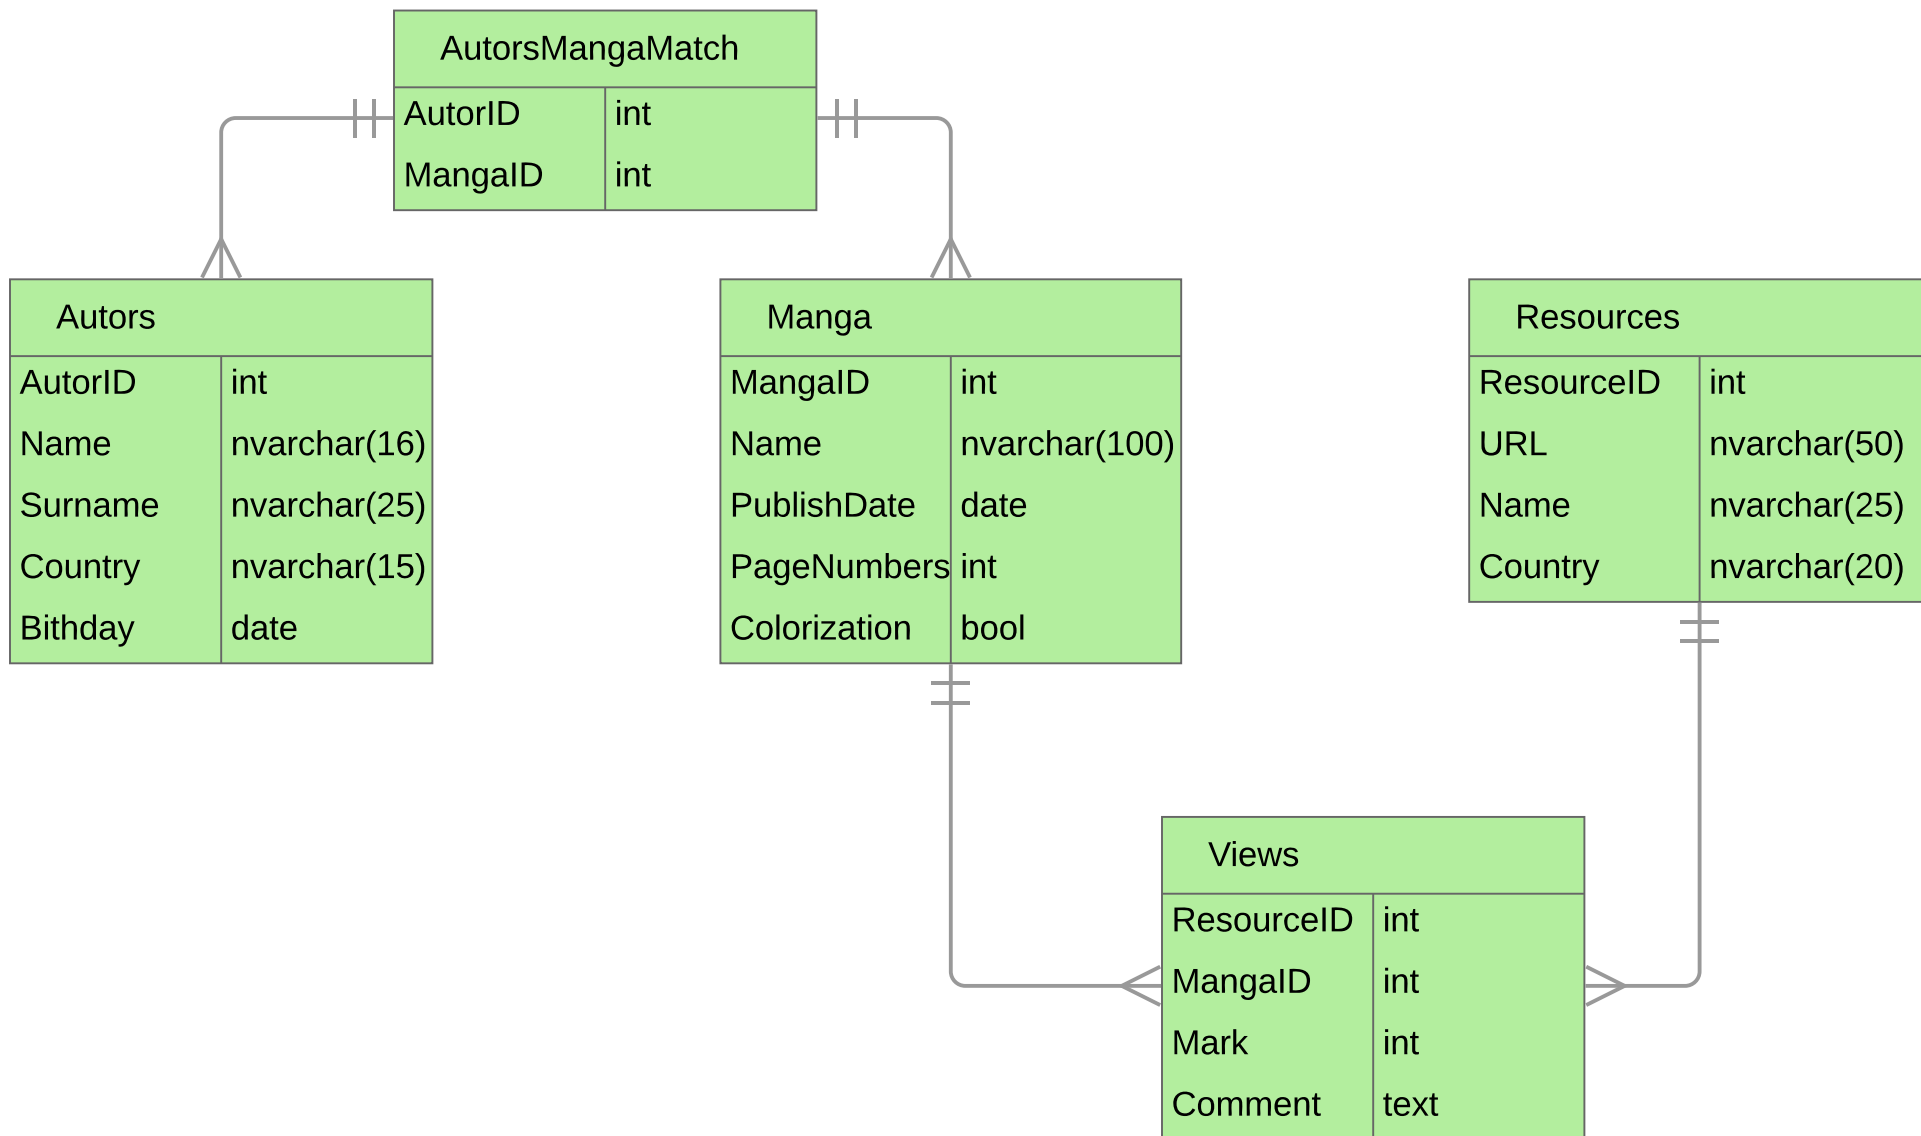 AutorsMangaMatch
AutorID int
MangaID int
Autors
AutorID int
Name nvarchar(16)
Surname nvarchar(25)
Country nvarchar(15)
Bithday date
Manga
MangaID int
Name nvarchar(100)
PublishDate date
PageNumbers int
Colorization bool
Resources
ResourceID int
URL nvarchar(50)
Name nvarchar(25)
Country nvarchar(20)
Views
ResourceID int
MangaID int
Mark int
Comment text